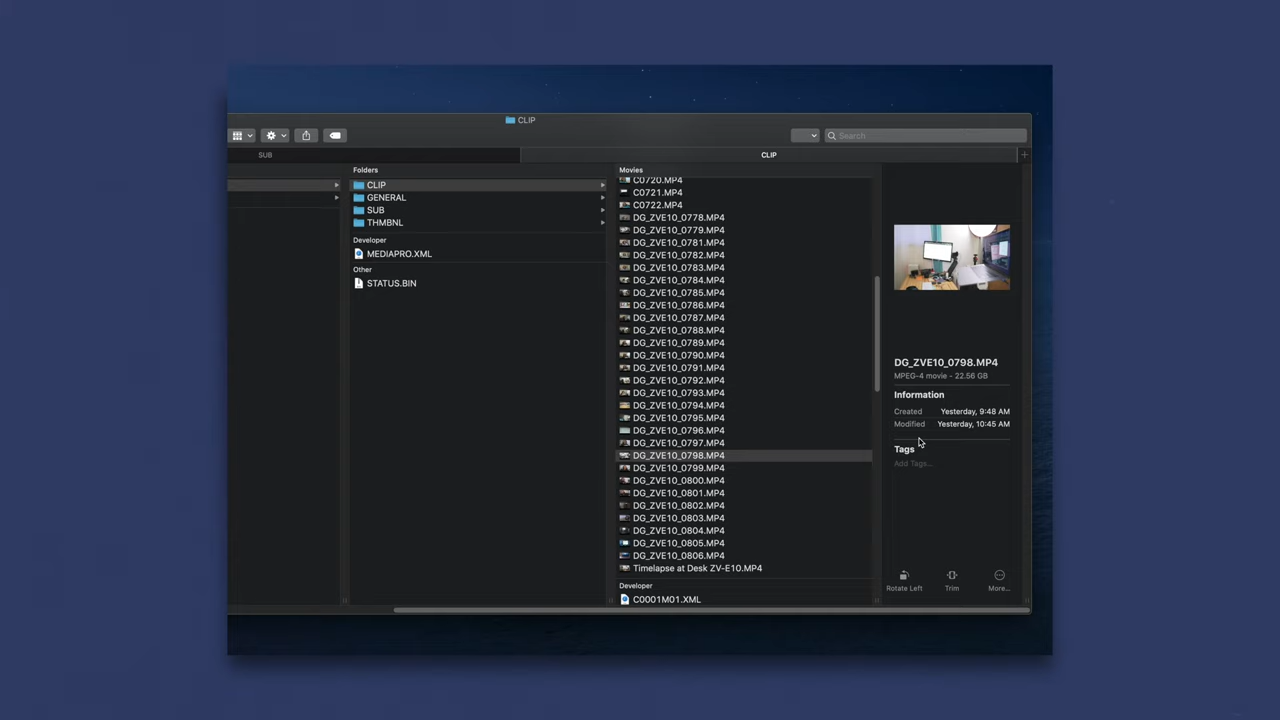 CLIP
Search
SUB
CLIP
Folders
CLIP
GENERAL
SUB
THMBNL
Developer
MEDIAPRO.XML
Other
STATUS.BIN
Movies
C0720.MP4
C0721.MP4
C0722.MP4
DG_ZVE10_0778.MP4
DG_ZVE10_0779.MP4
DG_ZVE10_0781.MP4
DG_ZVE10_0782.MP4
DG_ZVE10_0783.MP4
DG_ZVE10_0784.MP4
DG_ZVE10_0785.MP4
DG_ZVE10_0786.MP4
DG_ZVE10_0787.MP4
DG_ZVE10_0788.MP4
DG_ZVE10_0789.MP4
DG_ZVE10_0790.MP4
DG_ZVE10_0791.MP4
DG_ZVE10_0792.MP4
DG_ZVE10_0793.MP4
DG_ZVE10_0794.MP4
DG_ZVE10_0795.MP4
DG_ZVE10_0796.MP4
DG_ZVE10_0797.MP4
DG_ZVE10_0798.MP4
DG_ZVE10_0799.MP4
DG_ZVE10_0800.MP4
DG_ZVE10_0801.MP4
DG_ZVE10_0802.MP4
DG_ZVE10_0803.MP4
DG_ZVE10_0804.MP4
DG_ZVE10_0805.MP4
DG_ZVE10_0806.MP4
Timelapse at Desk ZV-E10.MP4
Developer
C0001M01.XML
DG_ZVE10_0798.MP4
MPEG-4 movie - 22.56 GB
Information
Created Yesterday, 9:48 AM
Modified Yesterday, 10:45 AM
Tags
Add Tags...
Rotate Left Trim More...